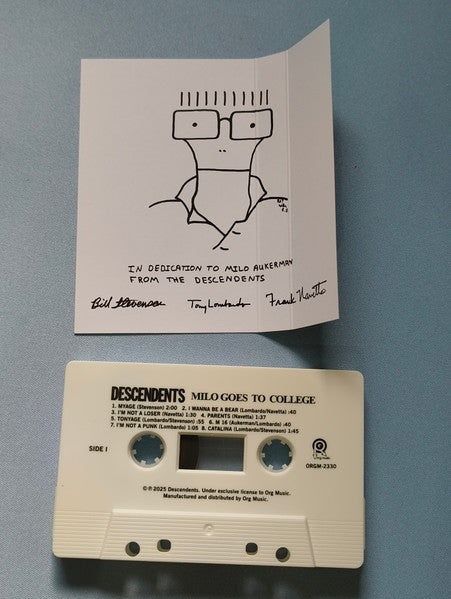 IN DEDICATION TO MILO AUKERMAN
FROM THE DESCENDENTS
Bill Stevenson Tony Lombardo Frank Navetta
DESCENDENTS MILO GOES TO COLLEGE
1. MYAGE (Stevenson) 2:00 2. I WANNA BE A BEAR (Lombardo/Navetta) :40
3. I'M NOT A LOSER (Navetta) 1:30 4. PARENTS (Navetta) 1:37
5. TONYAGE (Lombardo/Stevenson) :55 6. M 16 (Aukerman/Lombardo) :40
7. I'M NOT A PUNK (Lombardo) 1:05 8. CATALINA (Lombardo/Stevenson) 1:45
SIDE I
Org music
ORGM-2330
©℗ 2025 Descendents. Under exclusive license to Org Music.
Manufactured and distributed by Org Music.